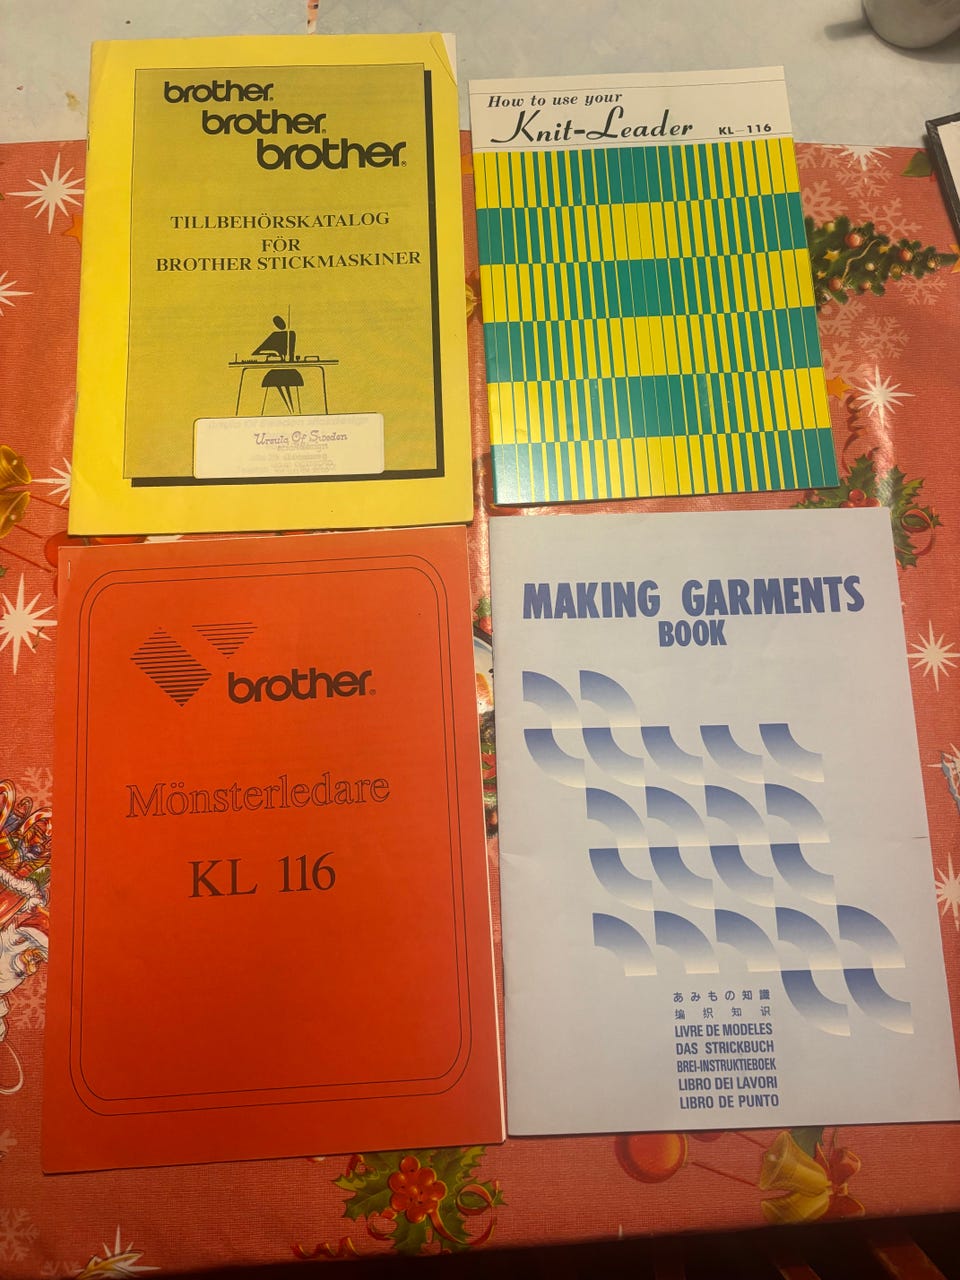 brother®
brother®
brother®
TILLBEHÖRSKATALOG
FÖR
BROTHER STICKMASKINER
Ursula Of Sweden
How to use your
Knit-Leader KL-116
brother®
Mönsterledare
KL 116
MAKING GARMENTS
BOOK
あみもの知識
编织知识
LIVRE DE MODELES
DAS STRICKBUCH
BREI-INSTRUKTIEBOEK
LIBRO DEI LAVORI
LIBRO DE PUNTO